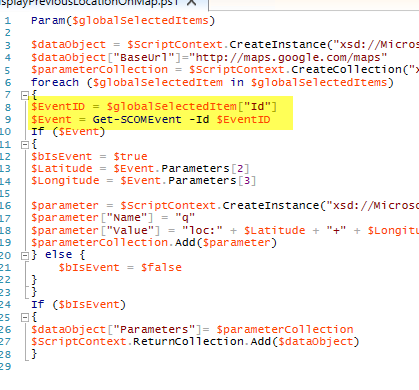 isplayPreviousLocationOnMap.ps1
1 Param($globalSelectedItems)
2
3 $dataObject = $ScriptContext.CreateInstance("xsd://Micros
4 $dataObject["BaseUrl"]="http://maps.google.com/maps"
5 $parameterCollection = $ScriptContext.CreateCollection("x
6 foreach ($globalSelectedItem in $globalSelectedItems)
7 {
8 $EventID = $globalSelectedItem["Id"]
9 $Event = Get-SCOMEvent -Id $EventID
10 If ($Event)
11 {
12 $bIsEvent = $true
13 $Latitude = $Event.Parameters[2]
14 $Longitude = $Event.Parameters[3]
15
16 $parameter = $ScriptContext.CreateInstance("xsd://Microso
17 $parameter["Name"] = "q"
18 $parameter["Value"] = "loc:" + $Latitude + "+" + $Longitu
19 $parameterCollection.Add($parameter)
20 } else {
21 $bIsEvent = $false
22 }
23 }
24 If ($bIsEvent)
25 {
26 $dataObject["Parameters"]= $parameterCollection
27 $ScriptContext.ReturnCollection.Add($dataObject)
28 }
29